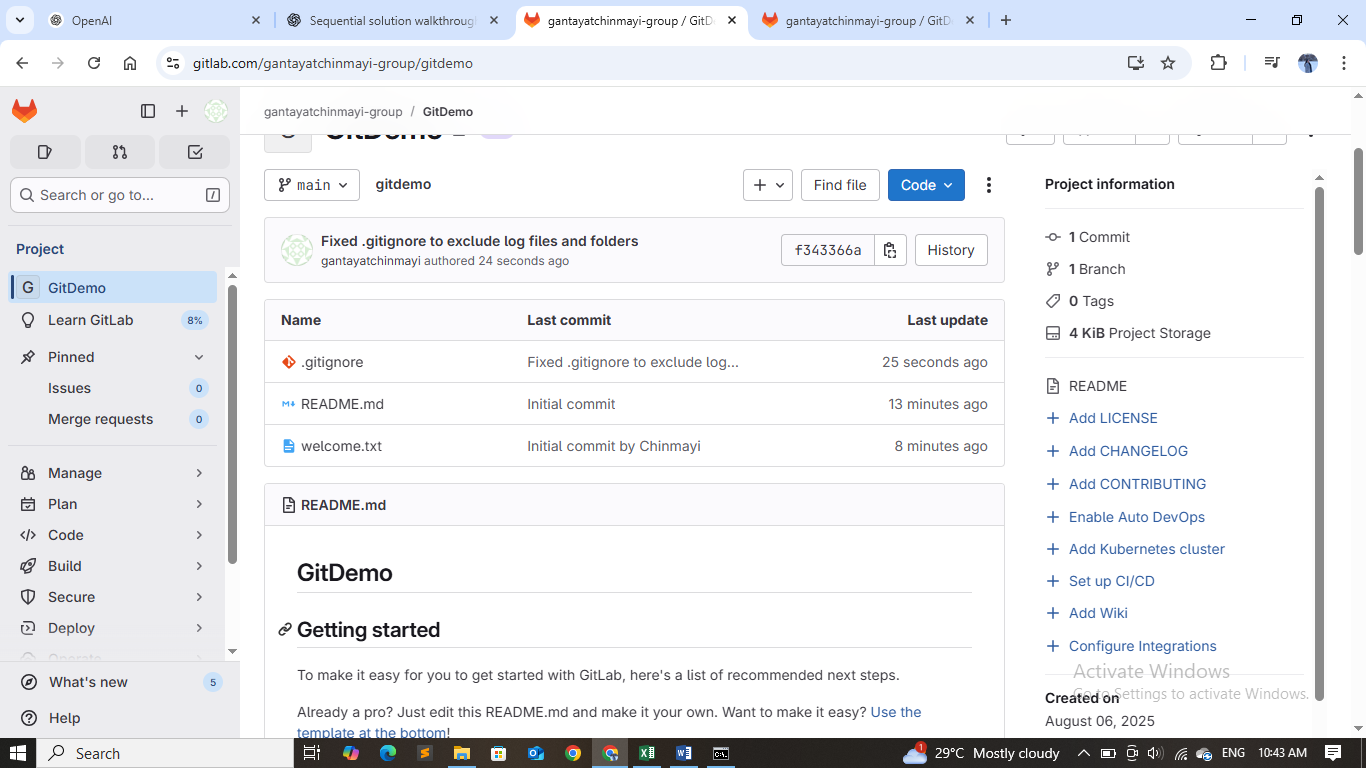 OpenAI
Sequential solution walkthroug
gantayatchinmayi-group / GitD
gantayatchinmayi-group / GitD
gitlab.com/gantayatchinmayi-group/gitdemo
gantayatchinmayi-group / GitDemo
GitDemo
Search or go to... /
main
gitdemo
Find file
Code
Fixed .gitignore to exclude log files and folders
gantayatchinmayi authored 24 seconds ago
f343366a
History
Name Last commit Last update
.gitignore Fixed .gitignore to exclude log... 25 seconds ago
README.md Initial commit 13 minutes ago
welcome.txt Initial commit by Chinmayi 8 minutes ago
README.md
GitDemo
Getting started
To make it easy for you to get started with GitLab, here's a list of recommended next steps.
Already a pro? Just edit this README.md and make it your own. Want to make it easy? Use the
template at the bottom!
Project
G GitDemo
Learn GitLab 8%
Pinned
Issues 0
Merge requests 0
Manage
Plan
Code
Build
Secure
Deploy
Operate
What's new 5
Help
Project information
1 Commit
1 Branch
0 Tags
4 KiB Project Storage
README
Add LICENSE
Add CHANGELOG
Add CONTRIBUTING
Enable Auto DevOps
Add Kubernetes cluster
Set up CI/CD
Add Wiki
Configure Integrations
Created on
August 06, 2025
Activate Windows
Go to Settings to activate Windows.
Search
1
29°C Mostly cloudy
ENG
10:43 AM